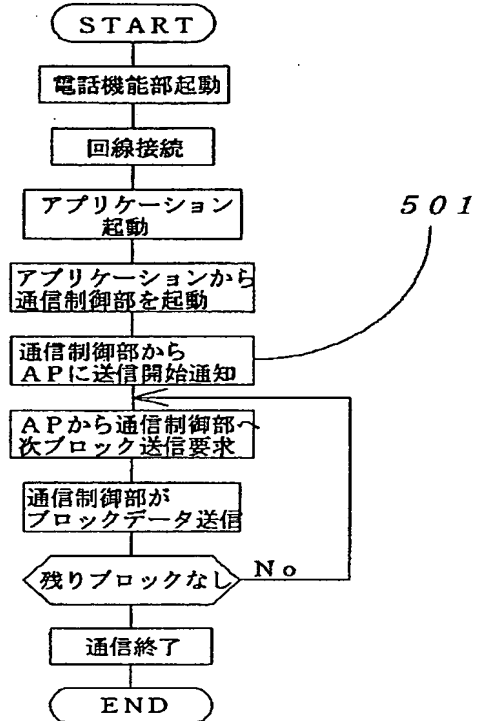 START
電話機能部起動
回線接続
アプリケーション
起動
501
アプリケーションから
通信制御部を起動
通信制御部から
APに送信開始通知
APから通信制御部へ
次ブロック送信要求
通信制御部が
ブロックデータ送信
残りブロックなし
No
通信終了
END